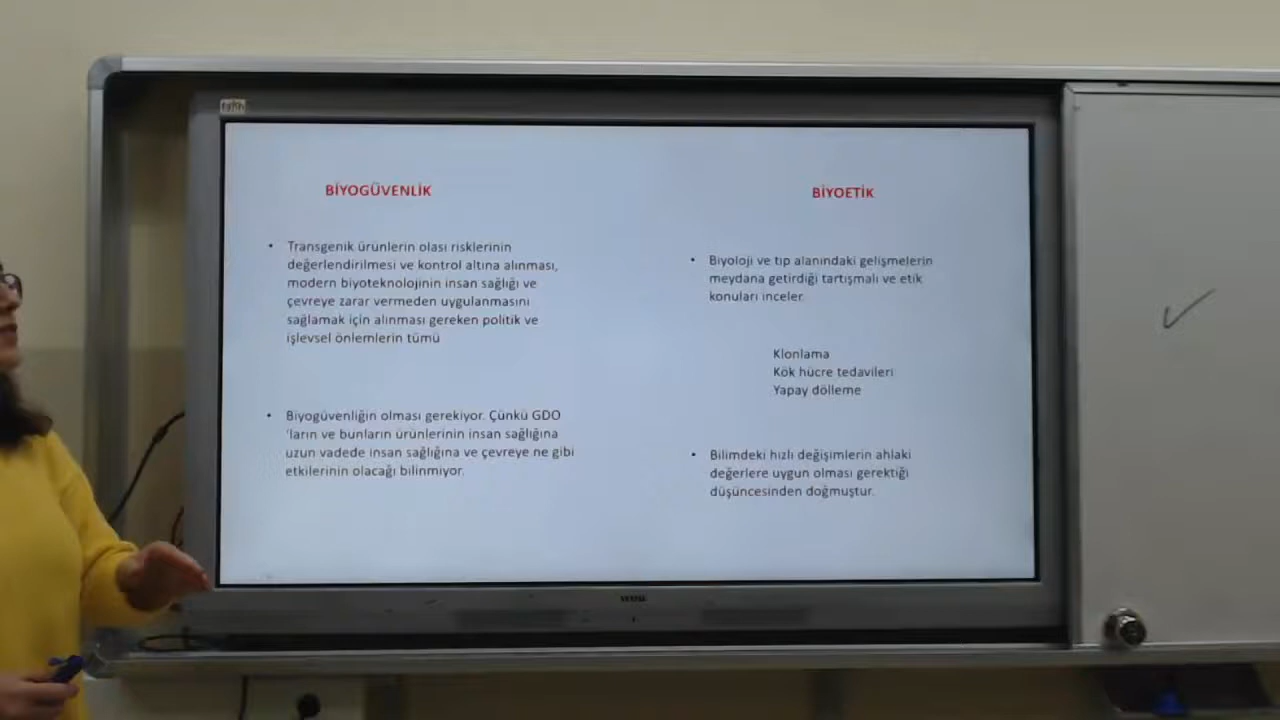 BİYOGÜVENLİK
• Transgenik ürünlerin olası risklerinin
değerlendirilmesi ve kontrol altına alınması,
modern biyoteknolojinin insan sağlığı ve
çevreye zarar vermeden uygulanmasını
sağlamak için alınması gereken politik ve
işlevsel önlemlerin tümü
• Biyogüvenliğin olması gerekiyor. Çünkü GDO
'ların ve bunların ürünlerinin insan sağlığına
uzun vadede insan sağlığına ve çevreye ne gibi
etkilerinin olacağı bilinmiyor.
BİYOETİK
• Biyoloji ve tıp alanındaki gelişmelerin
meydana getirdiği tartışmalı ve etik
konuları inceler.
Klonlama
Kök hücre tedavileri
Yapay dölleme
• Bilimdeki hızlı değişimlerin ahlaki
değerlere uygun olması gerektiği
düşüncesinden doğmuştur.
VESTEL